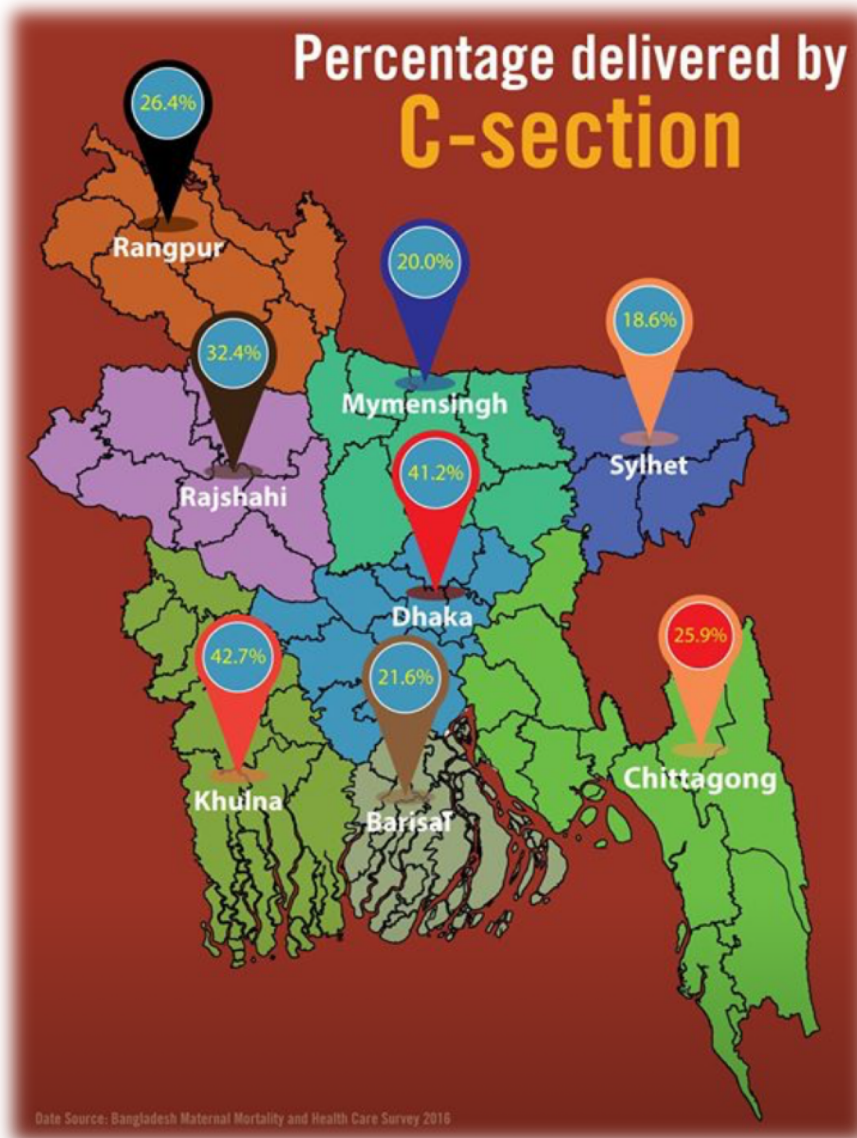 Percentage delivered by
C-section
26.4%
Rangpur
20.0%
Mymensingh
18.6%
Sylhet
32.4%
Rajshahi
41.2%
Dhaka
25.9%
Chittagong
42.7%
Khulna
21.6%
Barisal
Date Source: Bangladesh Maternal Mortality and Health Care Survey 2016